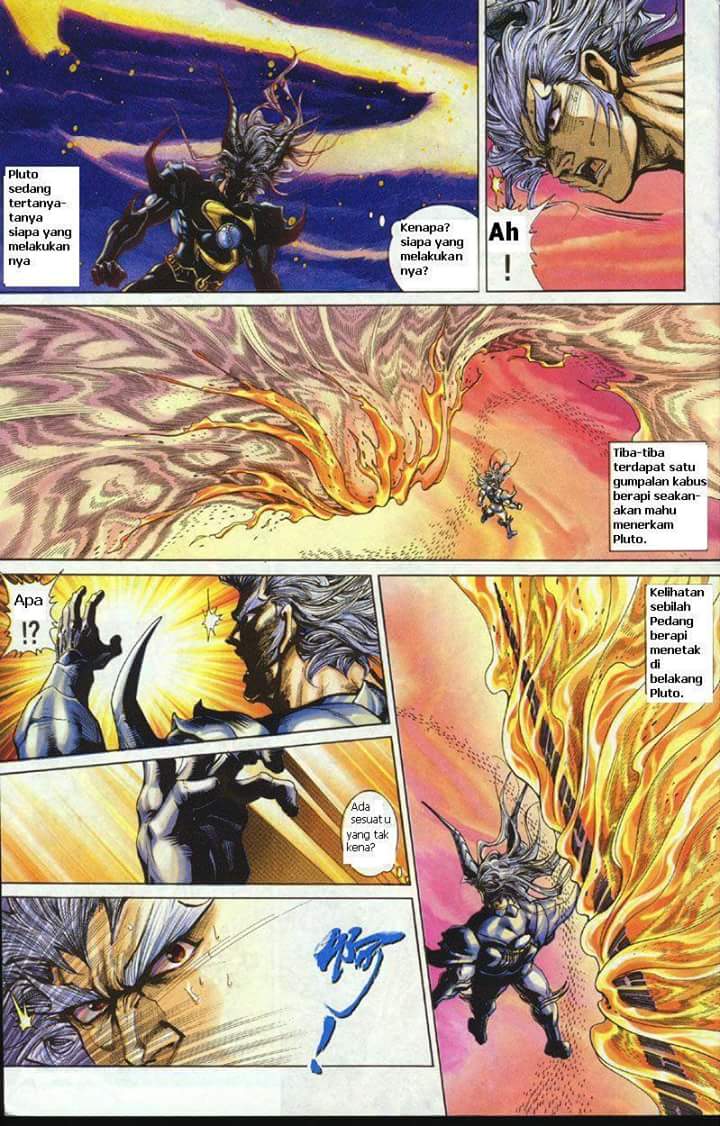 Pluto
sedang
tertanya-
tanya
siapa yang
melakukan
nya
Kenapa?
siapa yang
melakukan
nya?
Ah
!
Tiba-tiba
terdapat satu
gumpalan kabus
berapi seakan-
akan mahu
menerkam
Pluto.
Apa
!?
Kelihatan
sebilah
Pedang
berapi
menetak
di
belakang
Pluto.
Ada
sesuatu
yang tak
kena?
啊
!